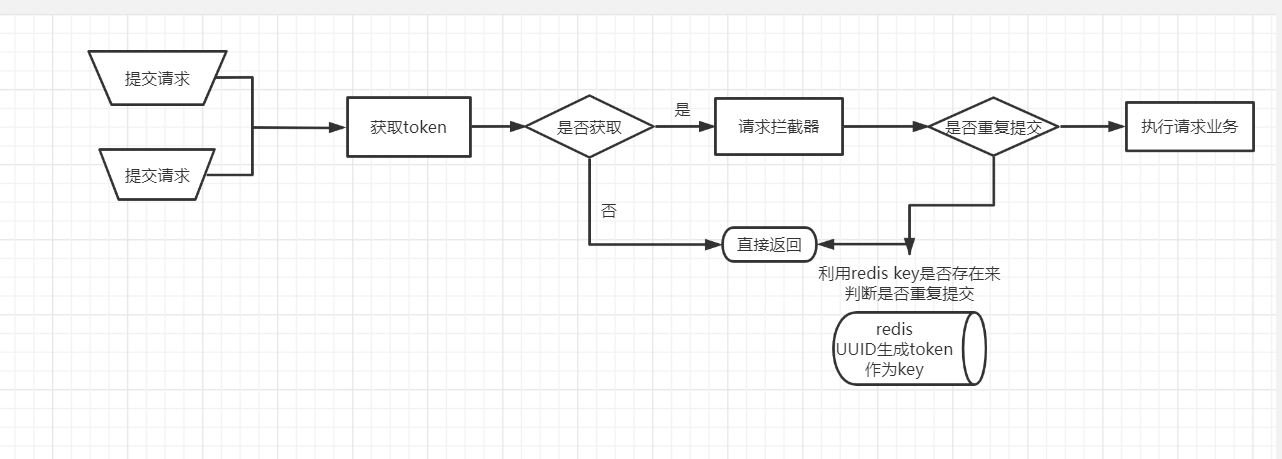 提交请求
提交请求
获取token
是否获取
是
请求拦截器
是否重复提交
执行请求业务
否
直接返回
利用redis key是否存在来
判断是否重复提交
redis
UUID生成token
作为key